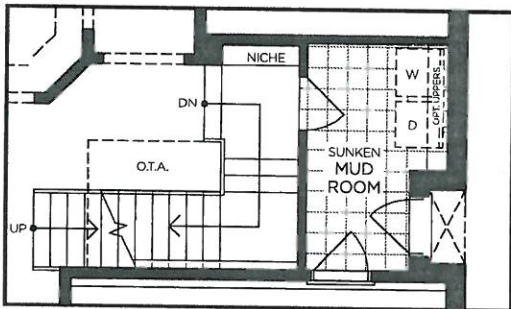 NICHE
W
DN
OPT. UPPERS
D
SUNKEN
MUD
ROOM
O.T.A.
UP